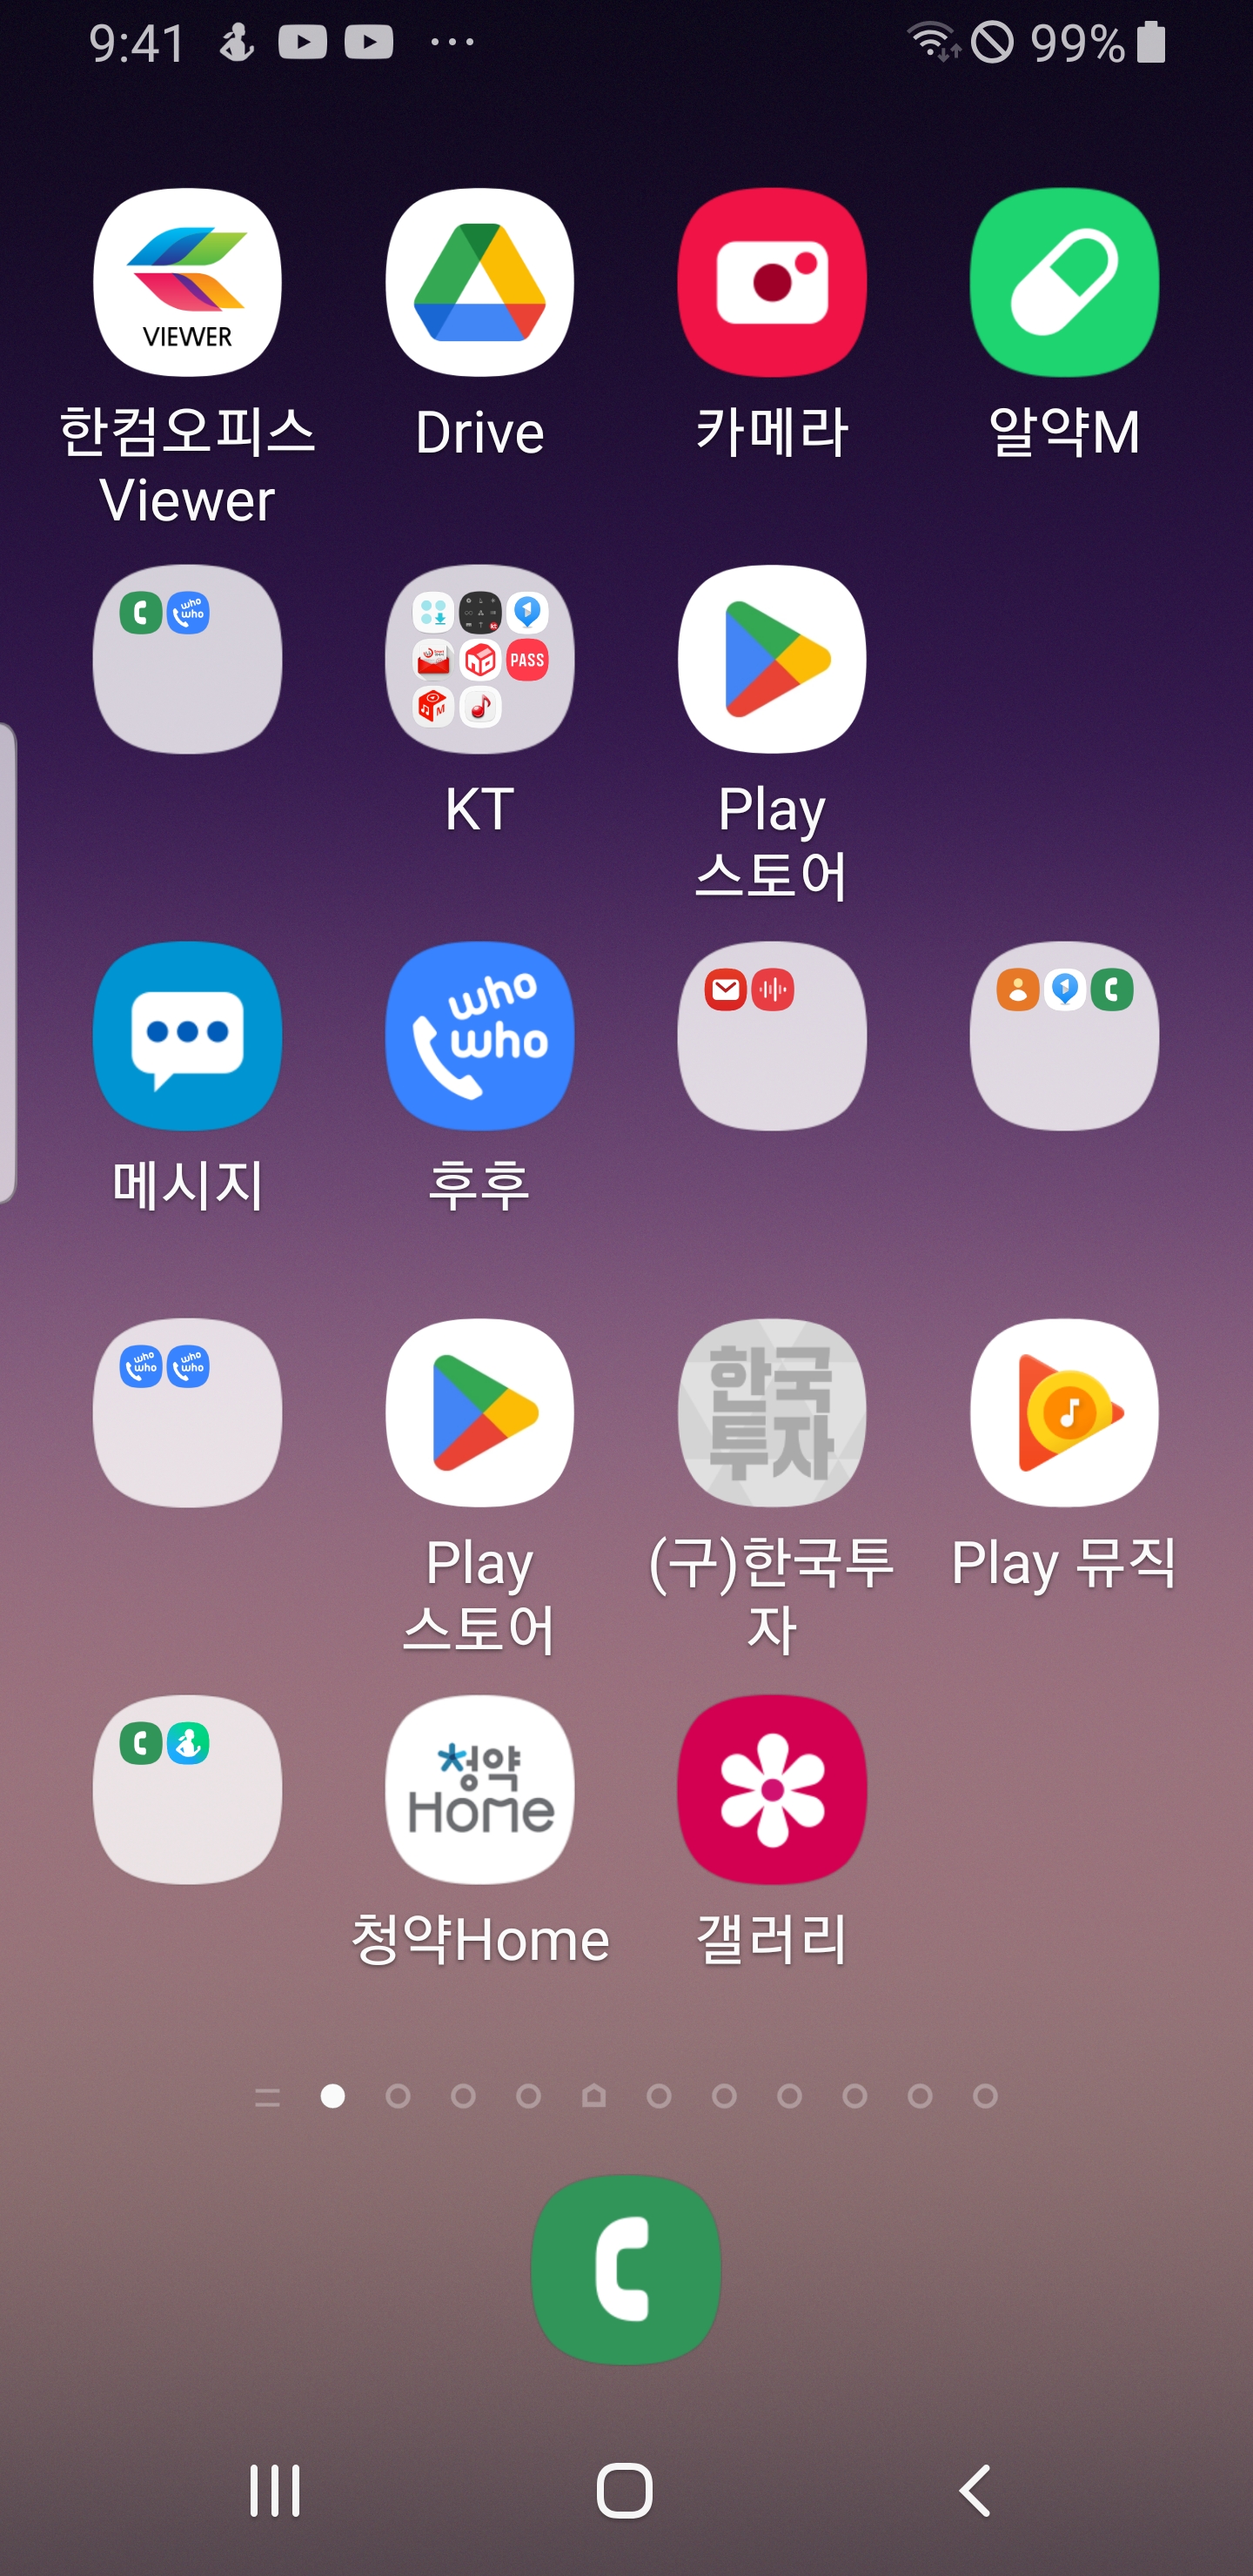 9:41
99%
VIEWER
한컴오피스
Viewer
Drive
카메라
알약M
who
who
PASS
M
KT
Play
스토어
who
who
메시지
후후
who
who
who
who
한국
투자
Play
스토어
(구)한국투
자
Play 뮤직
청약
Home
청약Home
갤러리